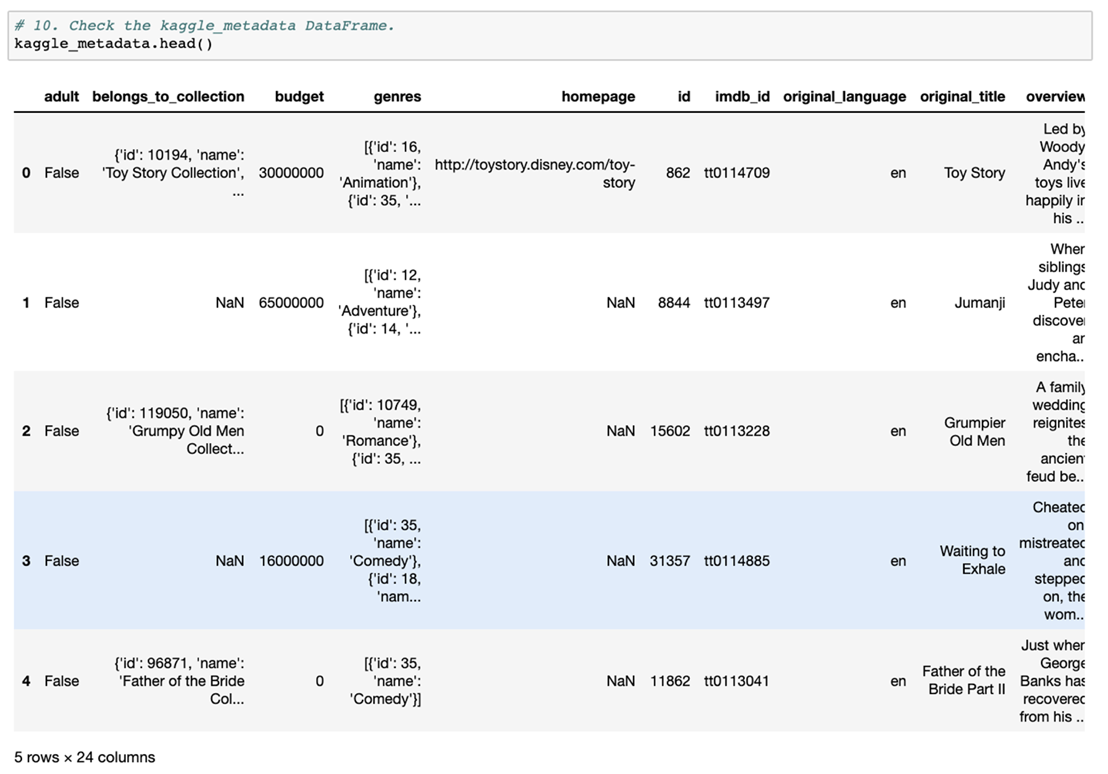 # 10. Check the kaggle_metadata DataFrame.
kaggle_metadata.head()
adult belongs_to_collection budget genres homepage id imdb_id original_language original_title overview
0 False {'id': 10194, 'name': 'Toy Story Collection', ... 30000000 [{'id': 16, 'name': 'Animation'}, {'id': 35, '... http://toystory.disney.com/toy-story 862 tt0114709 en Toy Story Led by Woody Andy's toys live happily in his ..
1 False NaN 65000000 [{'id': 12, 'name': 'Adventure'}, {'id': 14, '... NaN 8844 tt0113497 en Jumanji When siblings Judy and Peter discover an encha..
2 False {'id': 119050, 'name': 'Grumpy Old Men Collect... 0 [{'id': 10749, 'name': 'Romance'}, {'id': 35, ... NaN 15602 tt0113228 en Grumpier Old Men A family wedding reignites the ancient feud be..
3 False NaN 16000000 [{'id': 35, 'name': 'Comedy'}, {'id': 18, 'nam... NaN 31357 tt0114885 en Waiting to Exhale Cheated on mistreated and stepped on, the wom..
4 False {'id': 96871, 'name': 'Father of the Bride Col... 0 [{'id': 35, 'name': 'Comedy'}] NaN 11862 tt0113041 en Father of the Bride Part II Just when George Banks has recovered from his ..
5 rows × 24 columns